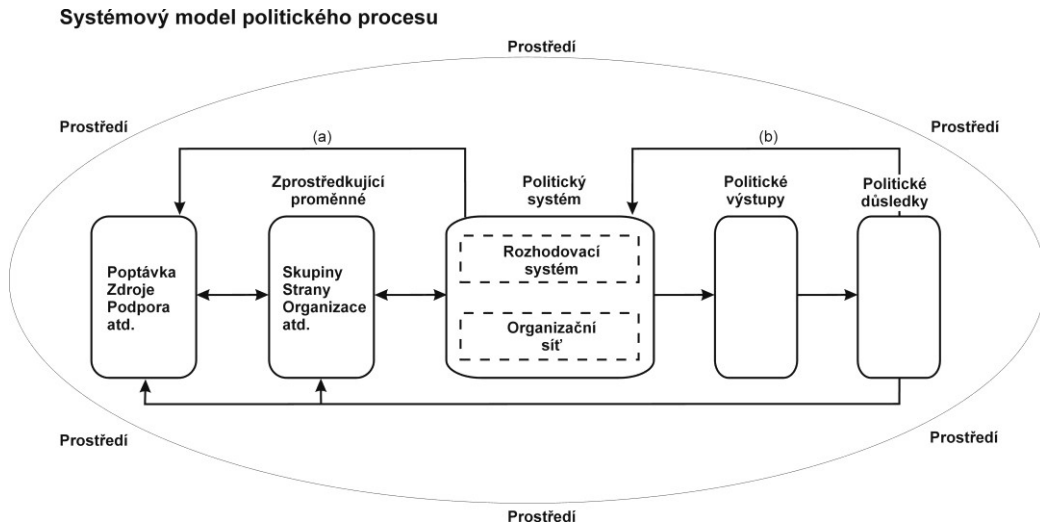 Systémový model politického procesu
Prostředí
Prostředí
Prostředí
(a)
(b)
Zprostředkující
proměnné
Politický
systém
Politické
výstupy
Politické
důsledky
Poptávka
Zdroje
Podpora
atd.
Skupiny
Strany
Organizace
atd.
Rozhodovací
systém
Organizační
síť
Prostředí
Prostředí
Prostředí